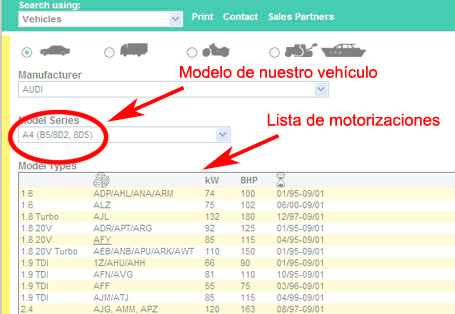 Search using:
Vehicles Print Contact Sales Partners
Manufacturer
Modelo de nuestro vehículo
AUDI
Model Series
Lista de motorizaciones
A4 (B5/8D2, 8D5)
Model Types
kW BHP
1.6 ADP/AHL/ANA/ARM 74 100 01/95-09/01
1.6 ALZ 75 102 06/00-09/01
1.8 Turbo AJL 132 180 12/97-09/01
1.8 20V ADR/APT/ARG 92 125 01/95-09/01
1.8 20V AFY 85 115 04/95-09/01
1.8 20V Turbo AEB/ANB/APU/ARK/AWT 110 150 01/95-09/01
1.9 TDI 1Z/AHU/AHH 66 90 01/95-09/01
1.9 TDI AFN/AVG 81 110 10/95-09/01
1.9 TDI AFF 55 75 03/96-09/01
1.9 TDI AJM/ATJ 85 115 04/99-09/01
2.4 AJG, AMM, APZ 120 163 08/97-09/01